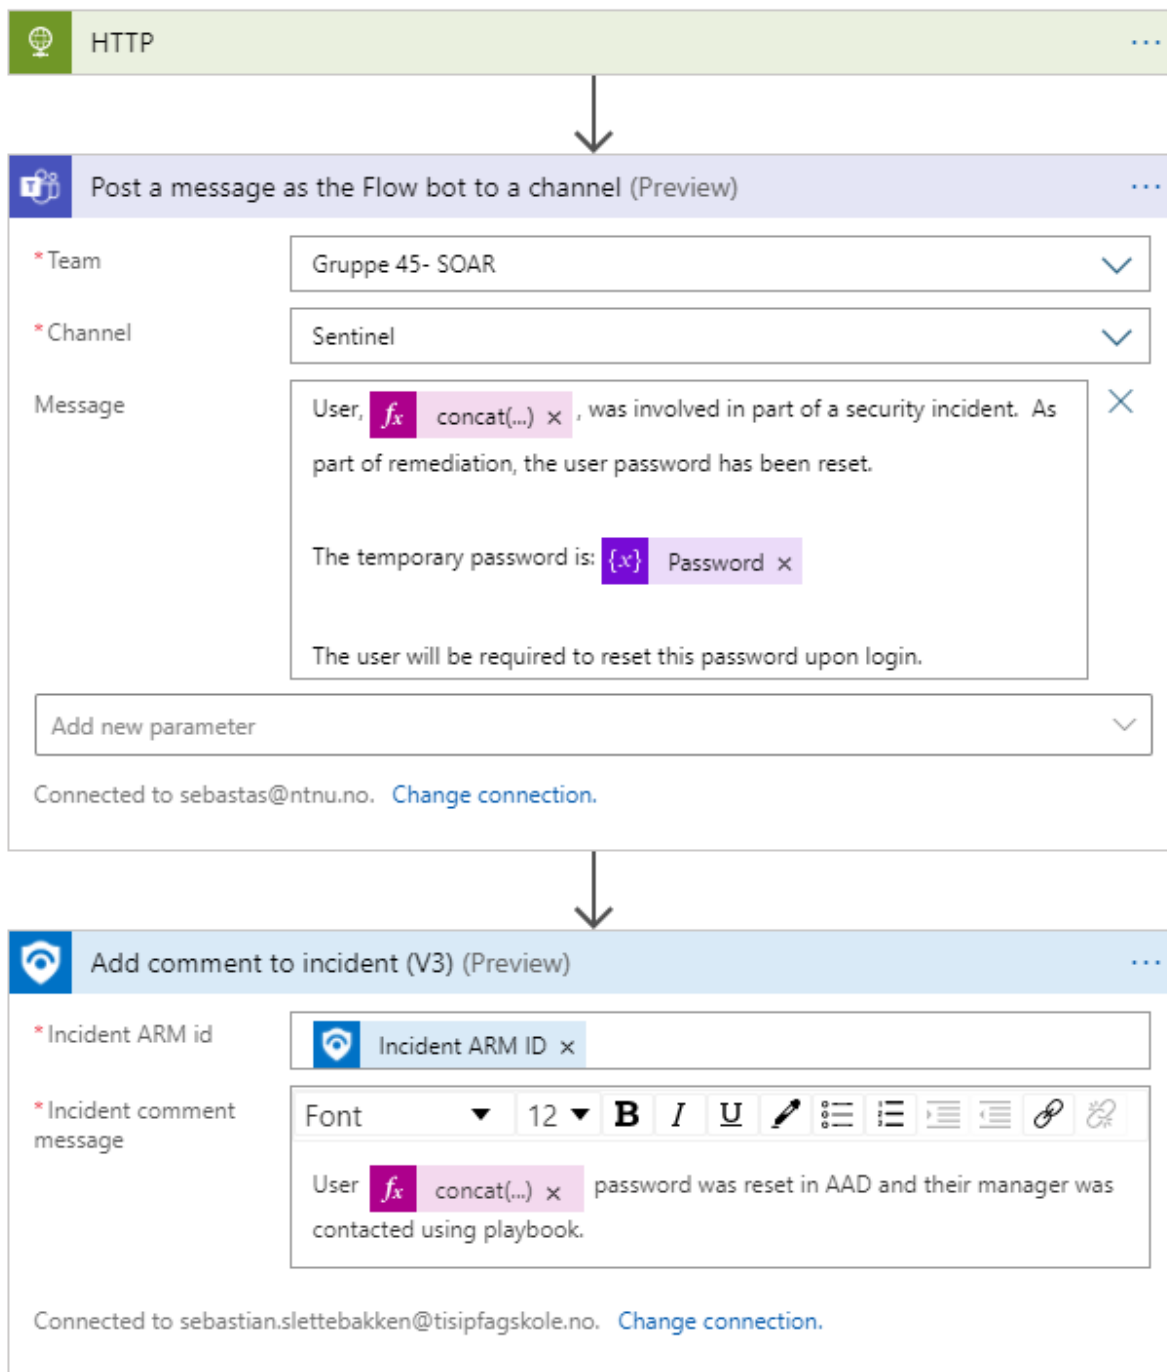 HTTP
Post a message as the Flow bot to a channel (Preview)
* Team
Gruppe 45- SOAR
* Channel
Sentinel
Message
User, fx concat(...) × , was involved in part of a security incident.  As
part of remediation, the user password has been reset.
The temporary password is: {x} Password ×
The user will be required to reset this password upon login.
Add new parameter
Connected to sebastas@ntnu.no. Change connection.
Add comment to incident (V3) (Preview)
* Incident ARM id
Incident ARM ID ×
* Incident comment
message
Font 12 B I U
User fx concat(...) × password was reset in AAD and their manager was
contacted using playbook.
Connected to sebastian.slettebakken@tisipfagskole.no. Change connection.